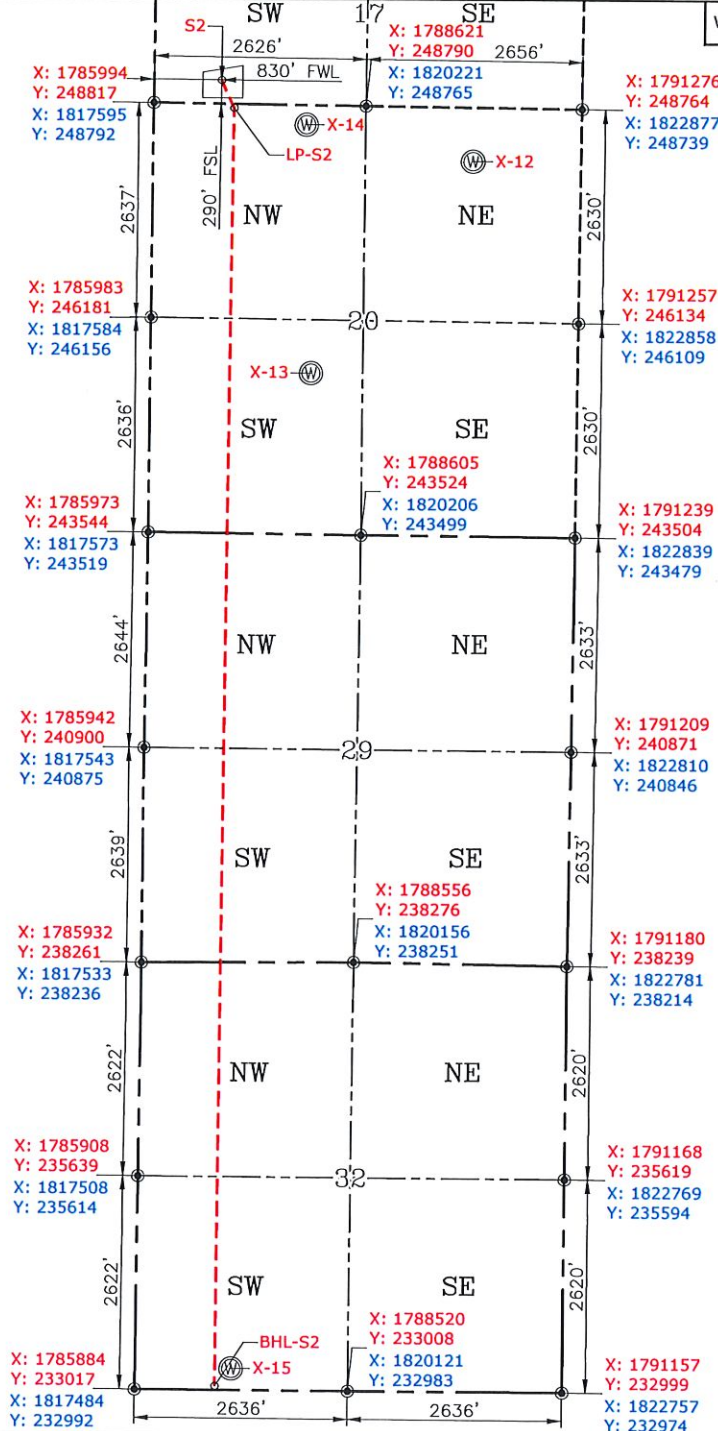 SW 17 SE
S2
2626'
2656'
830' FWL
X: 1785994
Y: 248817
X: 1817595
Y: 248792
X: 1788621
Y: 248790
X: 1820221
Y: 248765
X: 1791276
Y: 248764
X: 1822877
Y: 248739
X-14
LP-S2
X-12
290' FSL
2637'
2630'
NW
NE
X: 1785983
Y: 246181
X: 1817584
Y: 246156
20
X: 1791257
Y: 246134
X: 1822858
Y: 246109
X-13
2636'
2630'
SW
SE
X: 1785973
Y: 243544
X: 1817573
Y: 243519
X: 1788605
Y: 243524
X: 1820206
Y: 243499
X: 1791239
Y: 243504
X: 1822839
Y: 243479
2644'
2633'
NW
NE
X: 1785942
Y: 240900
X: 1817543
Y: 240875
29
X: 1791209
Y: 240871
X: 1822810
Y: 240846
2639'
2633'
SW
SE
X: 1785932
Y: 238261
X: 1817533
Y: 238236
X: 1788556
Y: 238276
X: 1820156
Y: 238251
X: 1791180
Y: 238239
X: 1822781
Y: 238214
2622'
2620'
NW
NE
X: 1785908
Y: 235639
X: 1817508
Y: 235614
32
X: 1791168
Y: 235619
X: 1822769
Y: 235594
2622'
2620'
SW
SE
BHL-S2
X-15
X: 1785884
Y: 233017
X: 1817484
Y: 232992
X: 1788520
Y: 233008
X: 1820121
Y: 232983
X: 1791157
Y: 232999
X: 1822757
Y: 232974
2636'
2636'